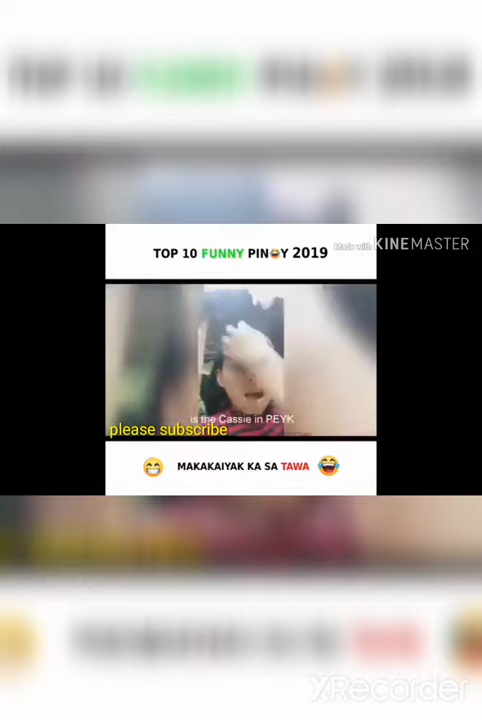 TOP 10 FUNNY PIN😂Y 2019
Made with KINEMASTER
is the Cassie in PEYK
please subscribe
MAKAKAIYAK KA SA TAWA
XRecorder